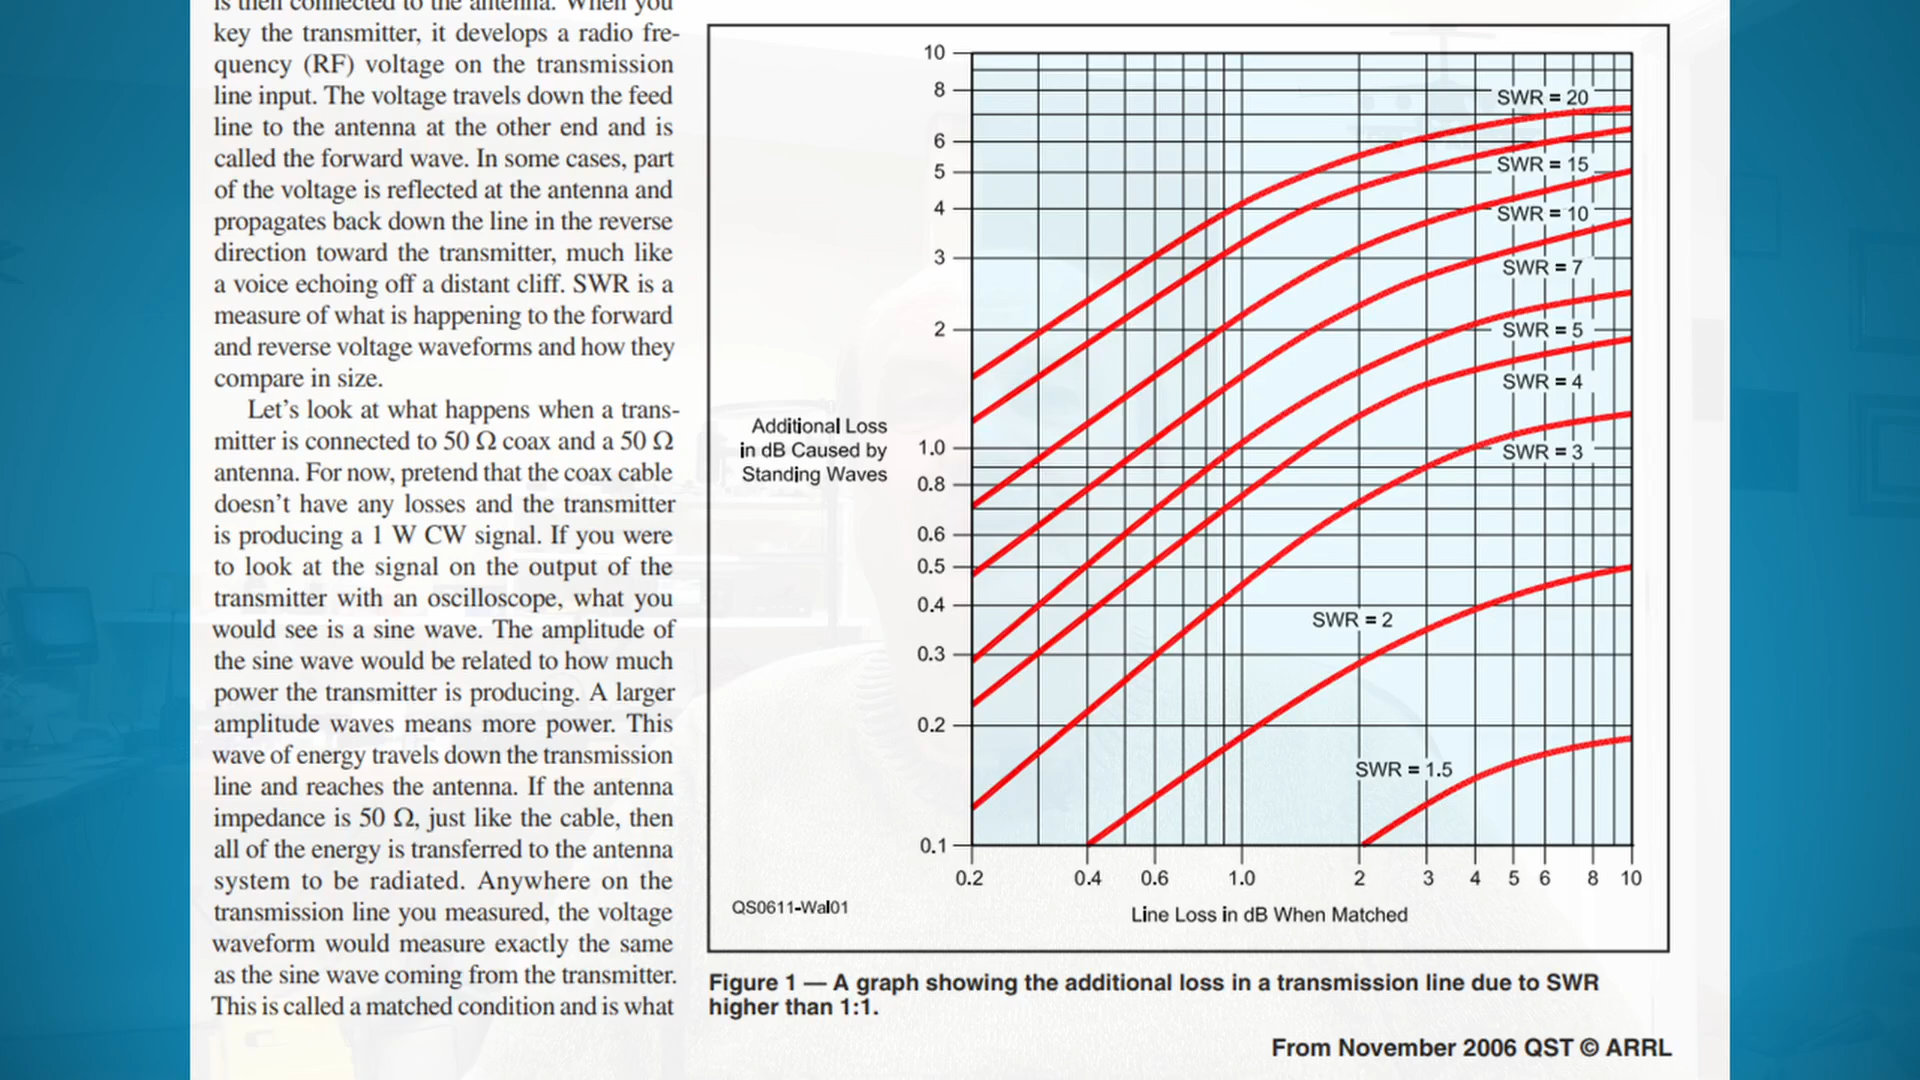 is then connected to the antenna. When you
key the transmitter, it develops a radio fre-
quency (RF) voltage on the transmission
line input. The voltage travels down the feed
line to the antenna at the other end and is
called the forward wave. In some cases, part
of the voltage is reflected at the antenna and
propagates back down the line in the reverse
direction toward the transmitter, much like
a voice echoing off a distant cliff. SWR is a
measure of what is happening to the forward
and reverse voltage waveforms and how they
compare in size.
Let's look at what happens when a trans-
mitter is connected to 50 Ω coax and a 50 Ω
antenna. For now, pretend that the coax cable
doesn't have any losses and the transmitter
is producing a 1 W CW signal. If you were
to look at the signal on the output of the
transmitter with an oscilloscope, what you
would see is a sine wave. The amplitude of
the sine wave would be related to how much
power the transmitter is producing. A larger
amplitude waves means more power. This
wave of energy travels down the transmission
line and reaches the antenna. If the antenna
impedance is 50 Ω, just like the cable, then
all of the energy is transferred to the antenna
system to be radiated. Anywhere on the
transmission line you measured, the voltage
waveform would measure exactly the same
as the sine wave coming from the transmitter.
This is called a matched condition and is what
10
8
6
5
4
3
2
1.0
0.8
0.6
0.5
0.4
0.3
0.2
0.1
Additional Loss
in dB Caused by
Standing Waves
SWR = 20
SWR = 15
SWR = 10
SWR = 7
SWR = 5
SWR = 4
SWR = 3
SWR = 2
SWR = 1.5
0.2 0.4 0.6 1.0 2 3 4 5 6 8 10
QS0611-Wal01
Line Loss in dB When Matched
Figure 1 — A graph showing the additional loss in a transmission line due to SWR
higher than 1:1.
From November 2006 QST © ARRL